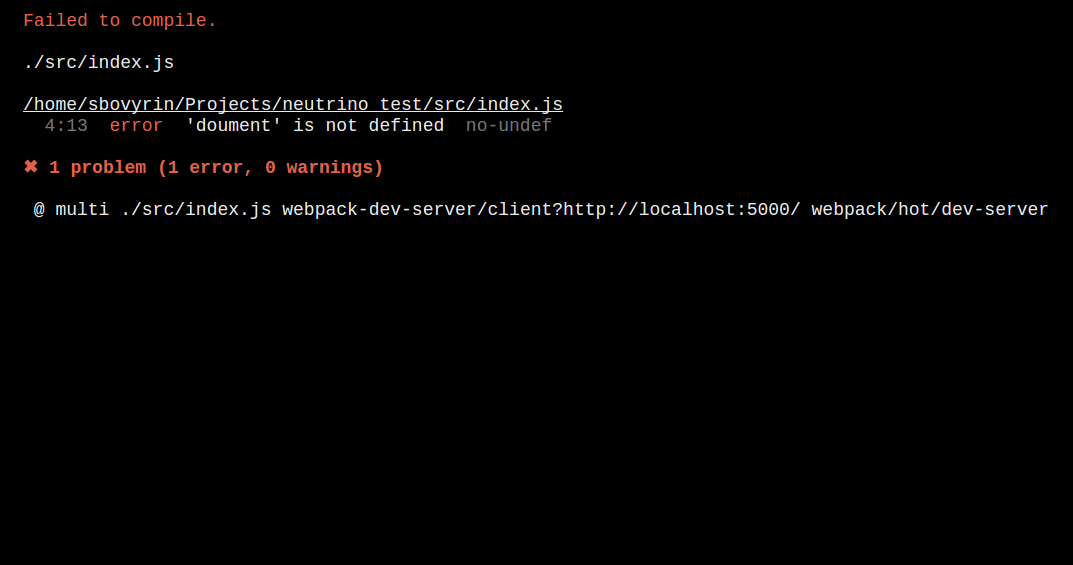 Failed to compile.
./src/index.js
/home/sbovyrin/Projects/neutrino_test/src/index.js
4:13  error  'doument' is not defined  no-undef
✖ 1 problem (1 error, 0 warnings)
@ multi ./src/index.js webpack-dev-server/client?http://localhost:5000/ webpack/hot/dev-server